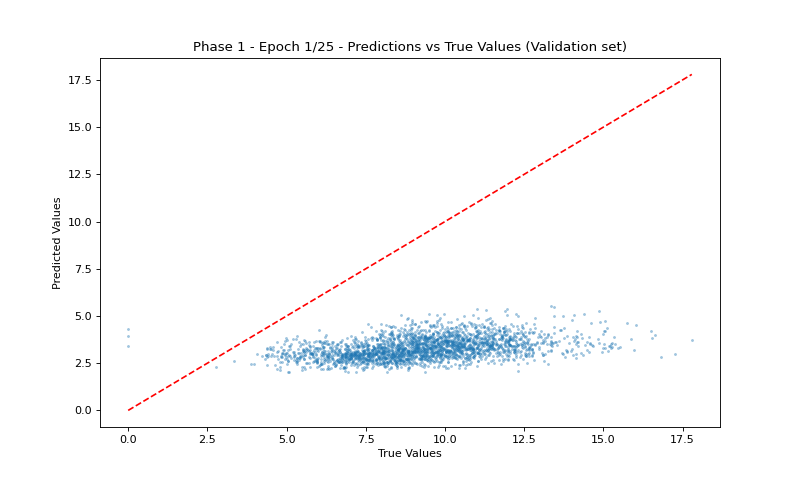 Phase 1 - Epoch 1/25 - Predictions vs True Values (Validation set)
17.5
15.0
12.5
10.0
7.5
5.0
2.5
0.0
Predicted Values
0.0 2.5 5.0 7.5 10.0 12.5 15.0 17.5
True Values